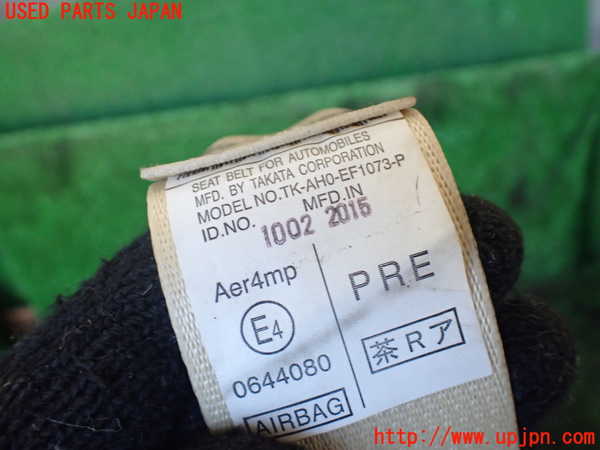 USED PARTS JAPAN
SEAT BELT FOR AUTOMOBILES
MFD. BY TAKATA CORPORATION
MODEL NO.TK-AH0-EF1073-P
ID.NO. MFD.IN
1002 2015
Aer4mp
E4
0644080
AIRBAG
PRE
茶Rア
http://www.upjpn.com/